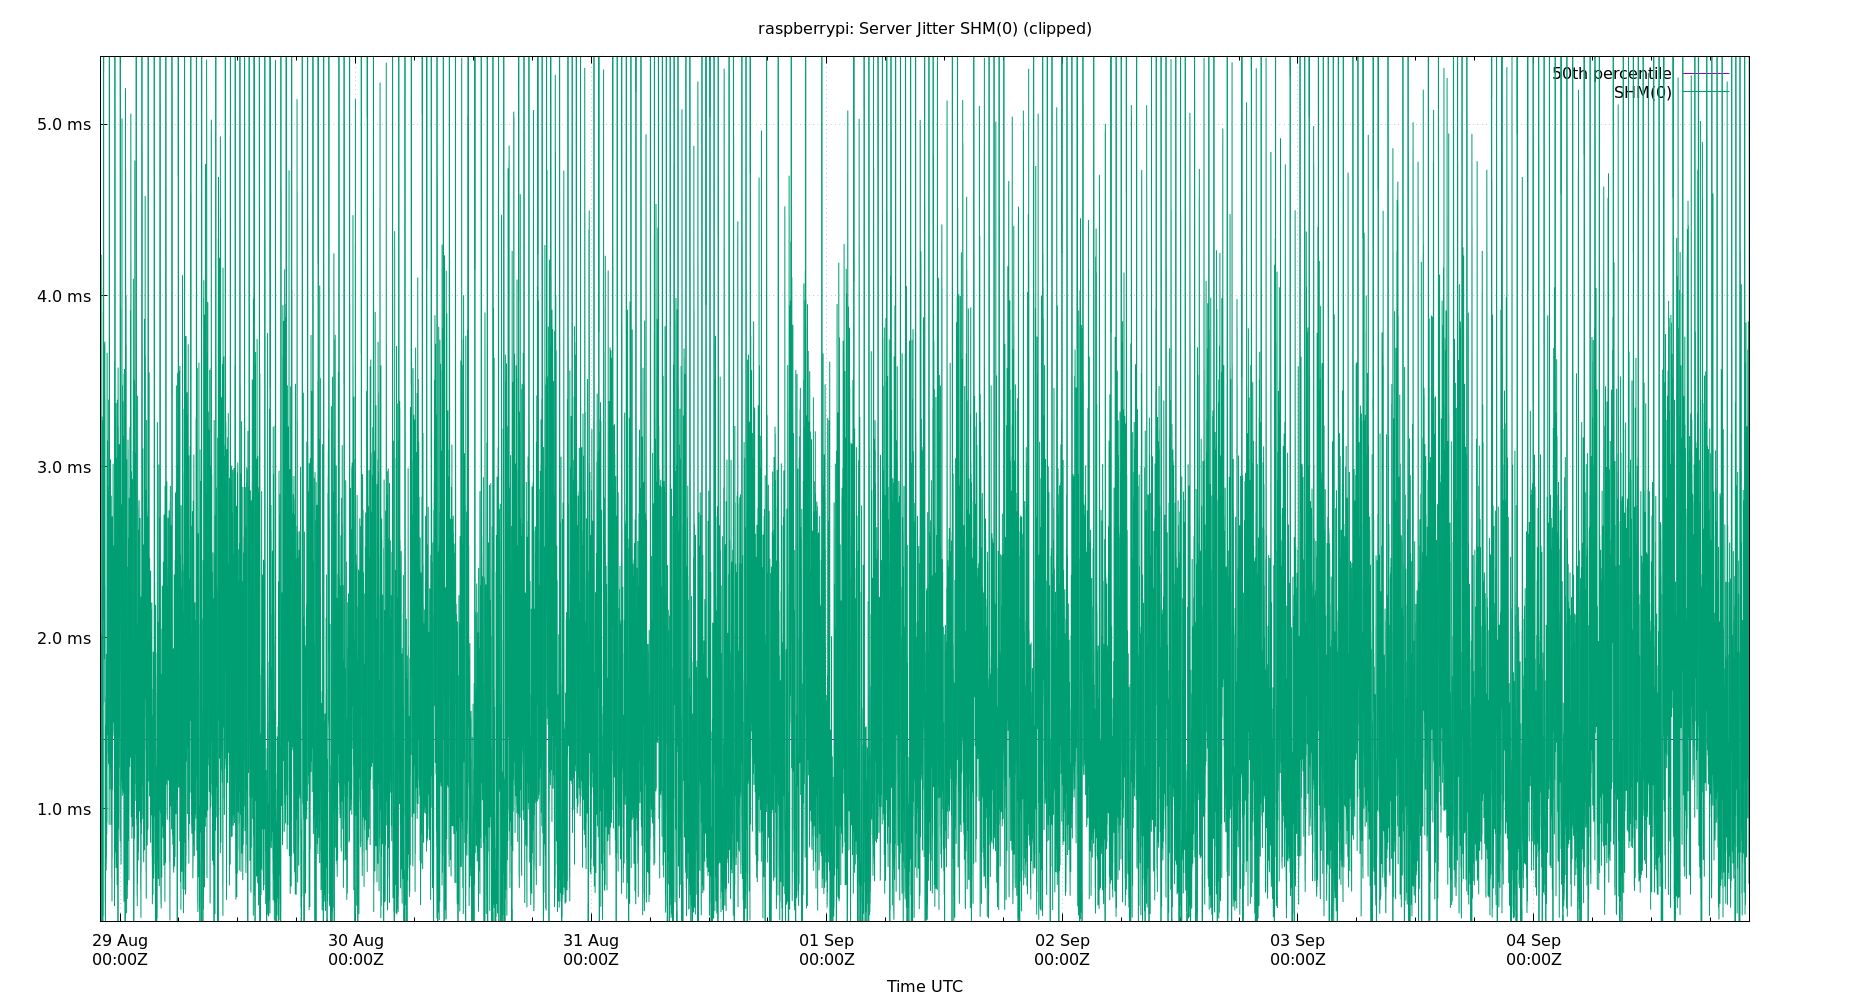 raspberrypi: Server Jitter SHM(0) (clipped)
50th percentile
SHM(0)
5.0 ms
4.0 ms
3.0 ms
2.0 ms
1.0 ms
29 Aug 30 Aug 31 Aug 01 Sep 02 Sep 03 Sep 04 Sep
00:00Z 00:00Z 00:00Z 00:00Z 00:00Z 00:00Z 00:00Z
Time UTC